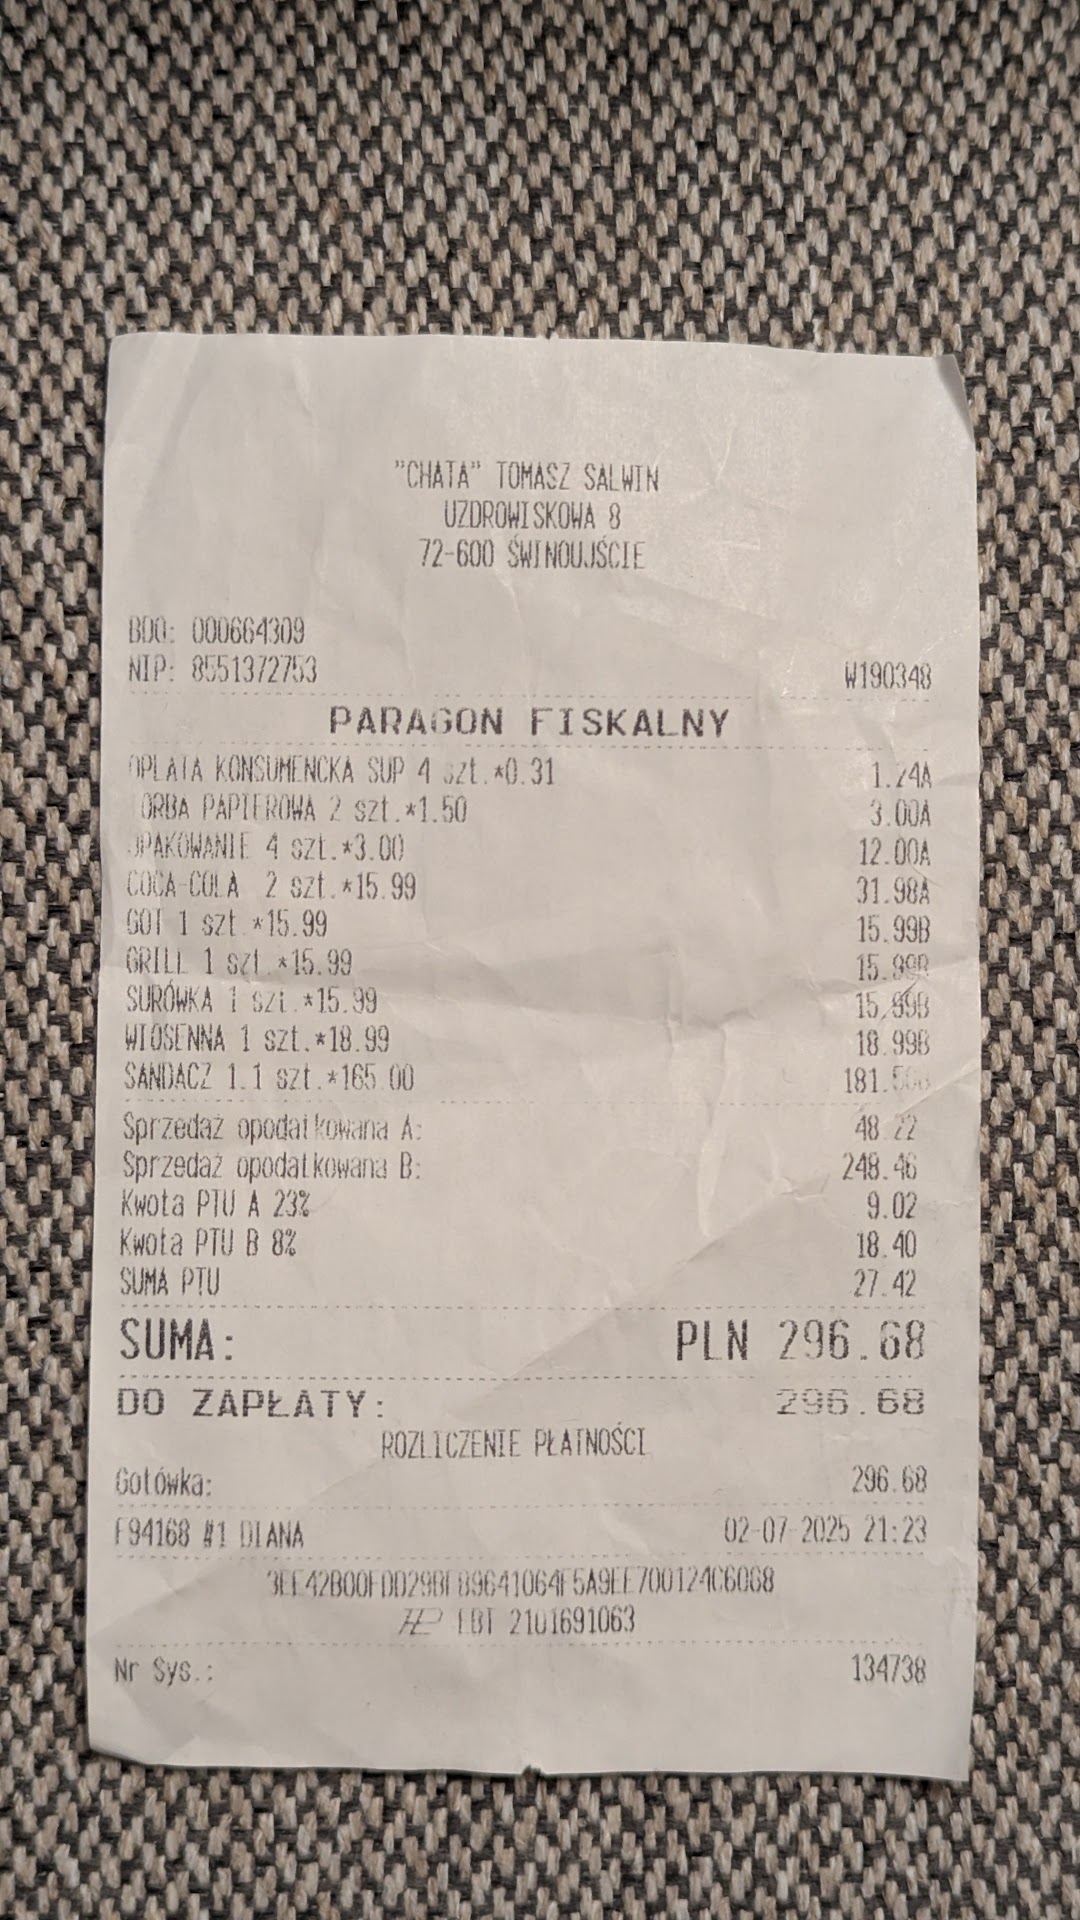 "CHATA" TOMASZ SALWIN
UZDROWISKOWA 8
72-600 ŚWINOUJŚCIE
BDO: 000664309
NIP: 8551372753 W190348
PARAGON FISKALNY
OPŁATA KONSUMENCKA SUP 4 szt.*0.31 1.24A
TORBA PAPIEROWA 2 szt.*1.50 3.00A
OPAKOWANIE 4 szt.*3.00 12.00A
COCA-COLA 2 szt.*15.99 31.98A
GOT 1 szt.*15.99 15.99B
GRILL 1 szt.*15.99 15.99B
SURÓWKA 1 szt.*15.99 15.99B
WIOSENNA 1 szt.*18.99 18.99B
SANDACZ 1.1 szt.*165.00 181.50B
Sprzedaż opodatkowana A: 48.22
Sprzedaż opodatkowana B: 248.46
Kwota PTU A 23% 9.02
Kwota PTU B 8% 18.40
SUMA PTU 27.42
SUMA: PLN 296.68
DO ZAPŁATY: 296.68
ROZLICZENIE PŁATNOŚCI
Gotówka: 296.68
F94168 #1 DIANA 02-07-2025 21:23
EBT 2101691063
Nr Sys.: 134738